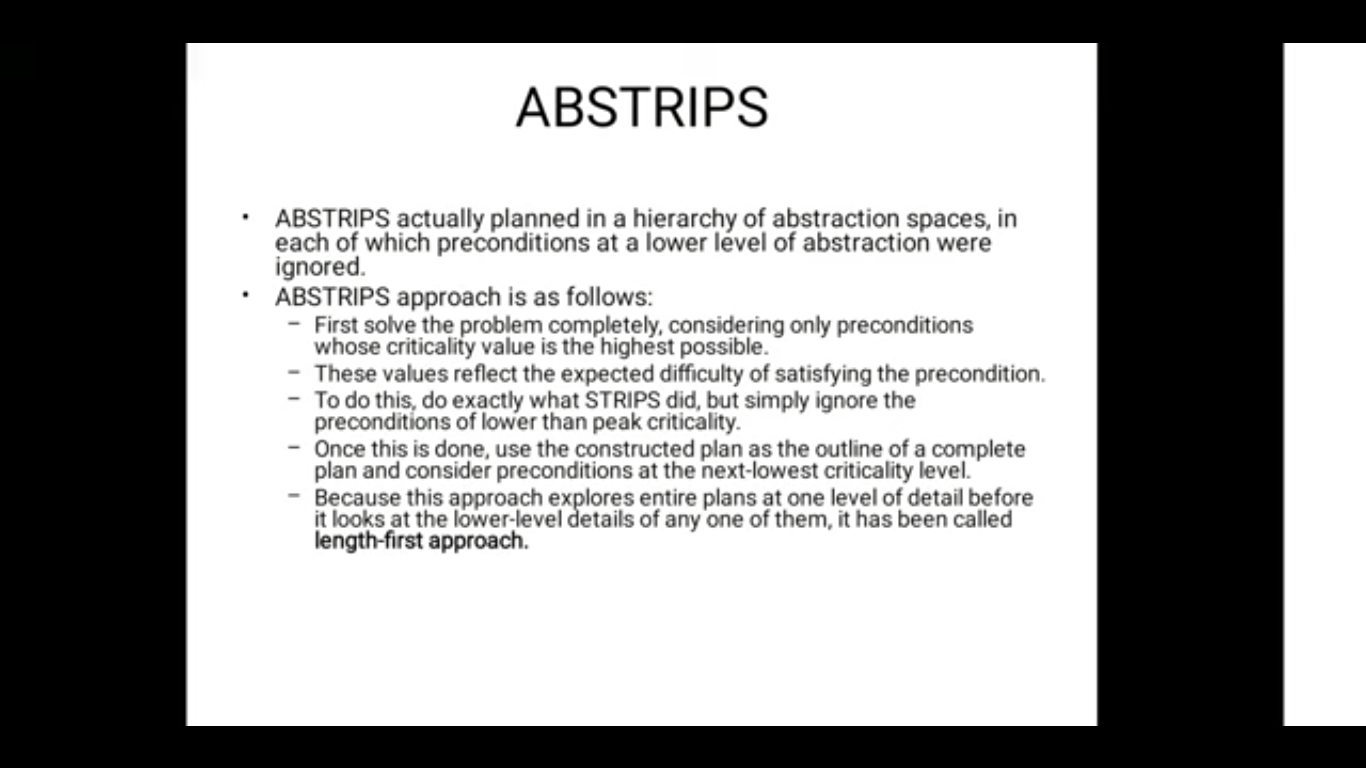 ABSTRIPS
• ABSTRIPS actually planned in a hierarchy of abstraction spaces, in
each of which preconditions at a lower level of abstraction were
ignored.
• ABSTRIPS approach is as follows:
– First solve the problem completely, considering only preconditions
whose criticality value is the highest possible.
– These values reflect the expected difficulty of satisfying the precondition.
– To do this, do exactly what STRIPS did, but simply ignore the
preconditions of lower than peak criticality.
– Once this is done, use the constructed plan as the outline of a complete
plan and consider preconditions at the next-lowest criticality level.
– Because this approach explores entire plans at one level of detail before
it looks at the lower-level details of any one of them, it has been called
length-first approach.